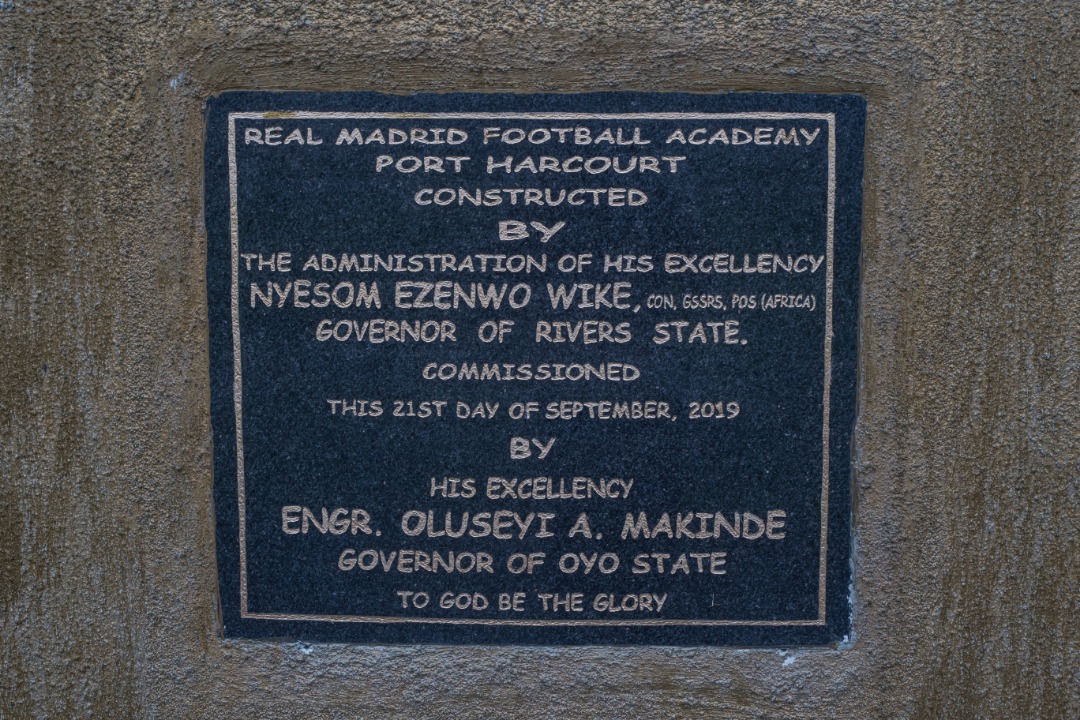 REAL MADRID FOOTBALL ACADEMY
PORT HARCOURT
CONSTRUCTED
BY
THE ADMINISTRATION OF HIS EXCELLENCY
NYESOM EZENWO WIKE, CON, GSSRS, POS (AFRICA)
GOVERNOR OF RIVERS STATE.
COMMISSIONED
THIS 21ST DAY OF SEPTEMBER, 2019
BY
HIS EXCELLENCY
ENGR. OLUSEYI A. MAKINDE
GOVERNOR OF OYO STATE
TO GOD BE THE GLORY